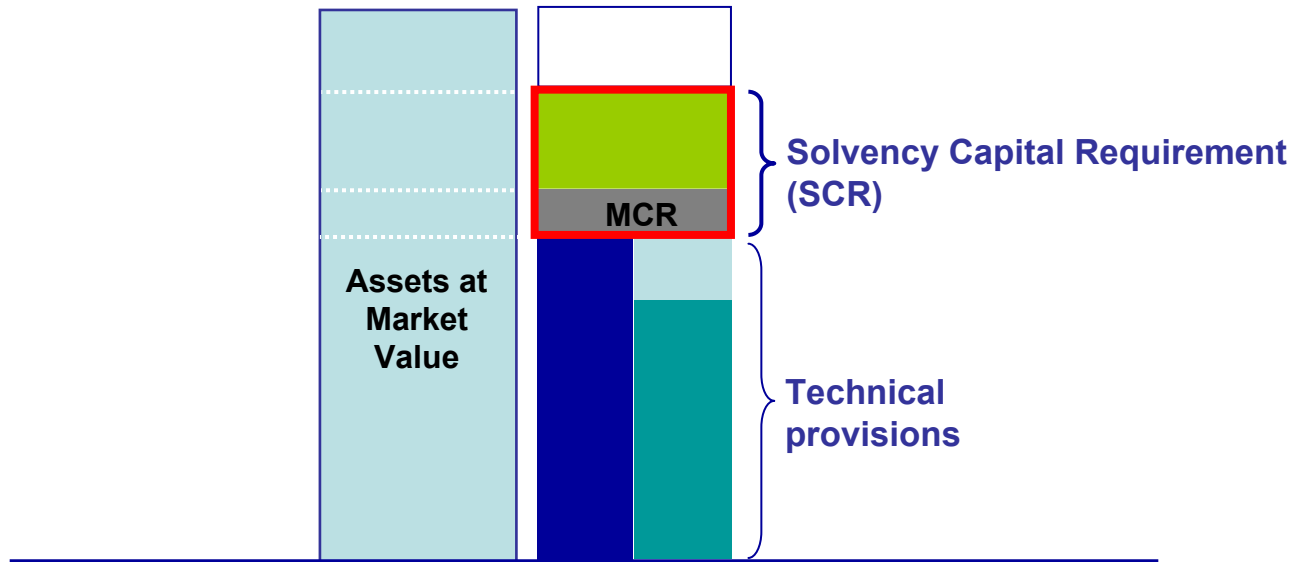 Solvency Capital Requirement
(SCR)
MCR
Assets at
Market
Value
Technical
provisions